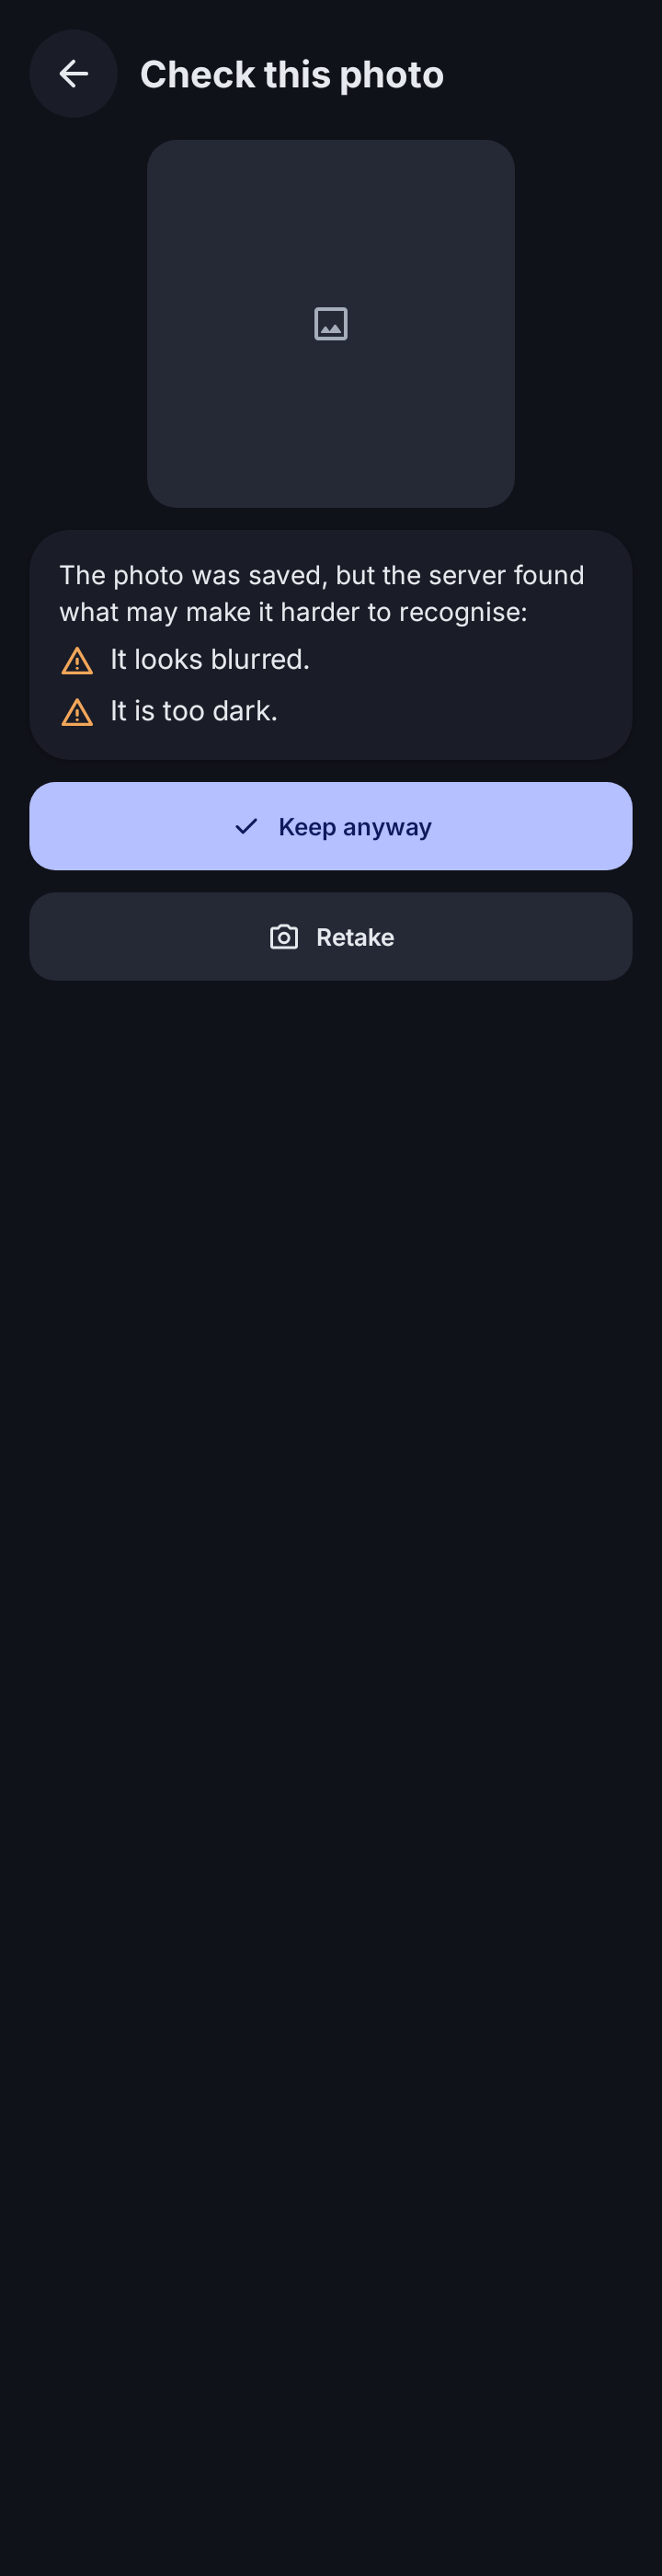 Check this photo
The photo was saved, but the server found
what may make it harder to recognise:
It looks blurred.
It is too dark.
Keep anyway
Retake